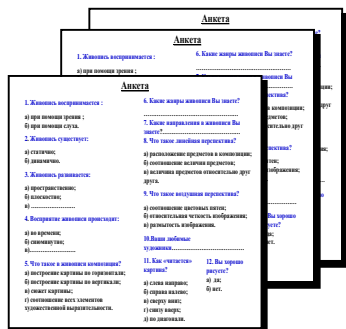 Анкета
Анкета
1. Живопись воспринимается :
а) при помощи зрения ;
6. Какие жанры живописи Вы знаете?
Анкета
1. Живопись воспринимается :
а) при помощи зрения ;
б) при помощи слуха.
2. Живопись существует:
а) статично;
б) динамично.
3. Живопись развивается:
а) пространственно;
б) плоскостно;
в) ..............................
4. Восприятие живописи происходит:
а) во времени;
б) сиюминутно;
в)..............................
5. Что такое в живописи композиция?
а) построение картины по горизонтали;
б) построение картины по вертикали;
в) сюжет картины;
г) соотношение всех элементов
художественной выразительности.
6. Какие жанры живописи Вы знаете?
............................................................
7. Какие направления в живописи Вы
знаете?..................................................
8. Что такое линейная перспектива?
а) расположение предметов в композиции;
б) соотношение величин предметов;
в) величина предметов относительно друг
друга.
9. Что такое воздушная перспектива?
а) соотношение цветовых пятен;
б) относительная четкость изображения;
в) размытость изображения.
10.Ваши любимые
художники..............................................
11. Как «читается»
картина?
а) слева направо;
б) справа налево;
в) сверху вниз;
г) снизу вверх;
д) по диагонали.
12. Вы хорошо
рисуете?
а) да;
б) нет.